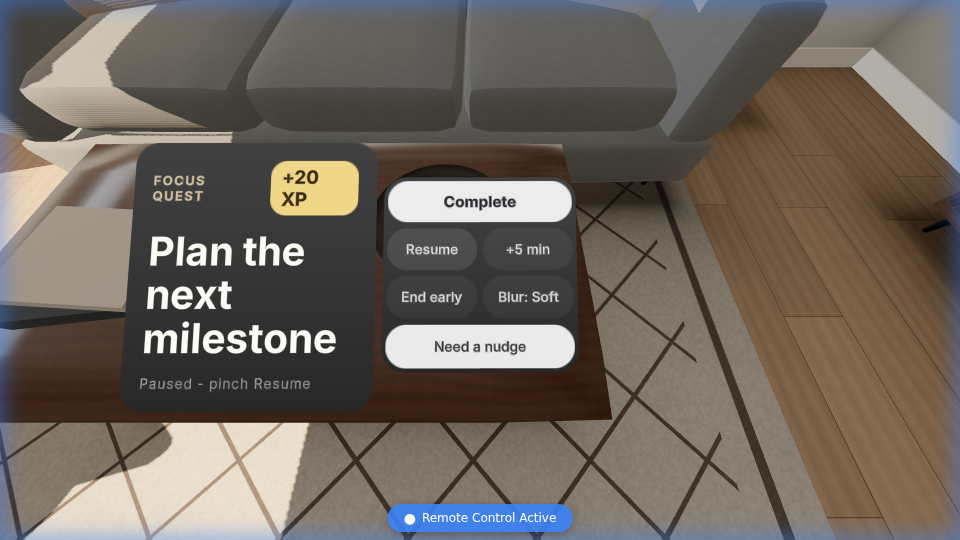 FOCUS
QUEST
+20
XP
Plan the
next
milestone
Paused - pinch Resume
Complete
Resume
+5 min
End early
Blur: Soft
Need a nudge
Remote Control Active